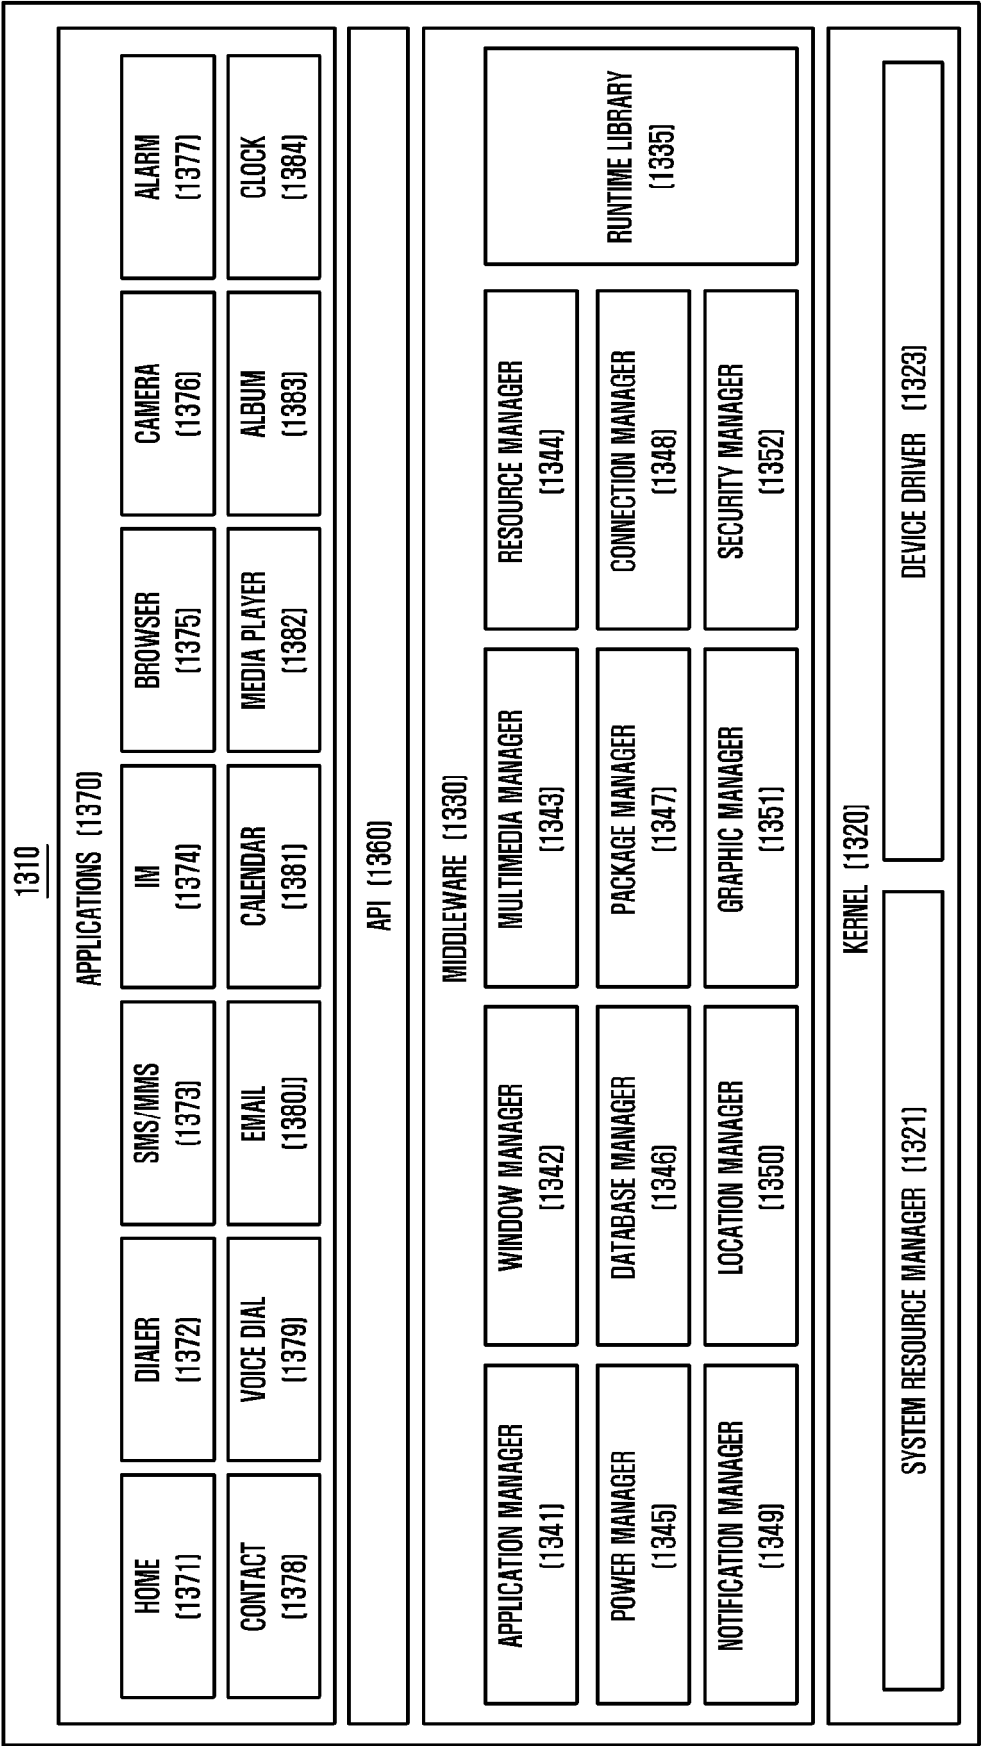 1310
APPLICATIONS (1370)
HOME
(1371)
DIALER
(1372)
SMS/MMS
(1373)
IM
(1374)
BROWSER
(1375)
CAMERA
(1376)
ALARM
(1377)
CONTACT
(1378)
VOICE DIAL
(1379)
EMAIL
(1380J)
CALENDAR
(1381)
MEDIA PLAYER
(1382)
ALBUM
(1383)
CLOCK
(1384)
API (1360)
MIDDLEWARE (1330)
APPLICATION MANAGER
(1341)
WINDOW MANAGER
(1342)
MULTIMEDIA MANAGER
(1343)
RESOURCE MANAGER
(1344)
POWER MANAGER
(1345)
DATABASE MANAGER
(1346)
PACKAGE MANAGER
(1347)
CONNECTION MANAGER
(1348)
NOTIFICATION MANAGER
(1349)
LOCATION MANAGER
(1350)
GRAPHIC MANAGER
(1351)
SECURITY MANAGER
(1352)
RUNTIME LIBRARY
(1335)
KERNEL (1320)
SYSTEM RESOURCE MANAGER (1321)
DEVICE DRIVER (1323)